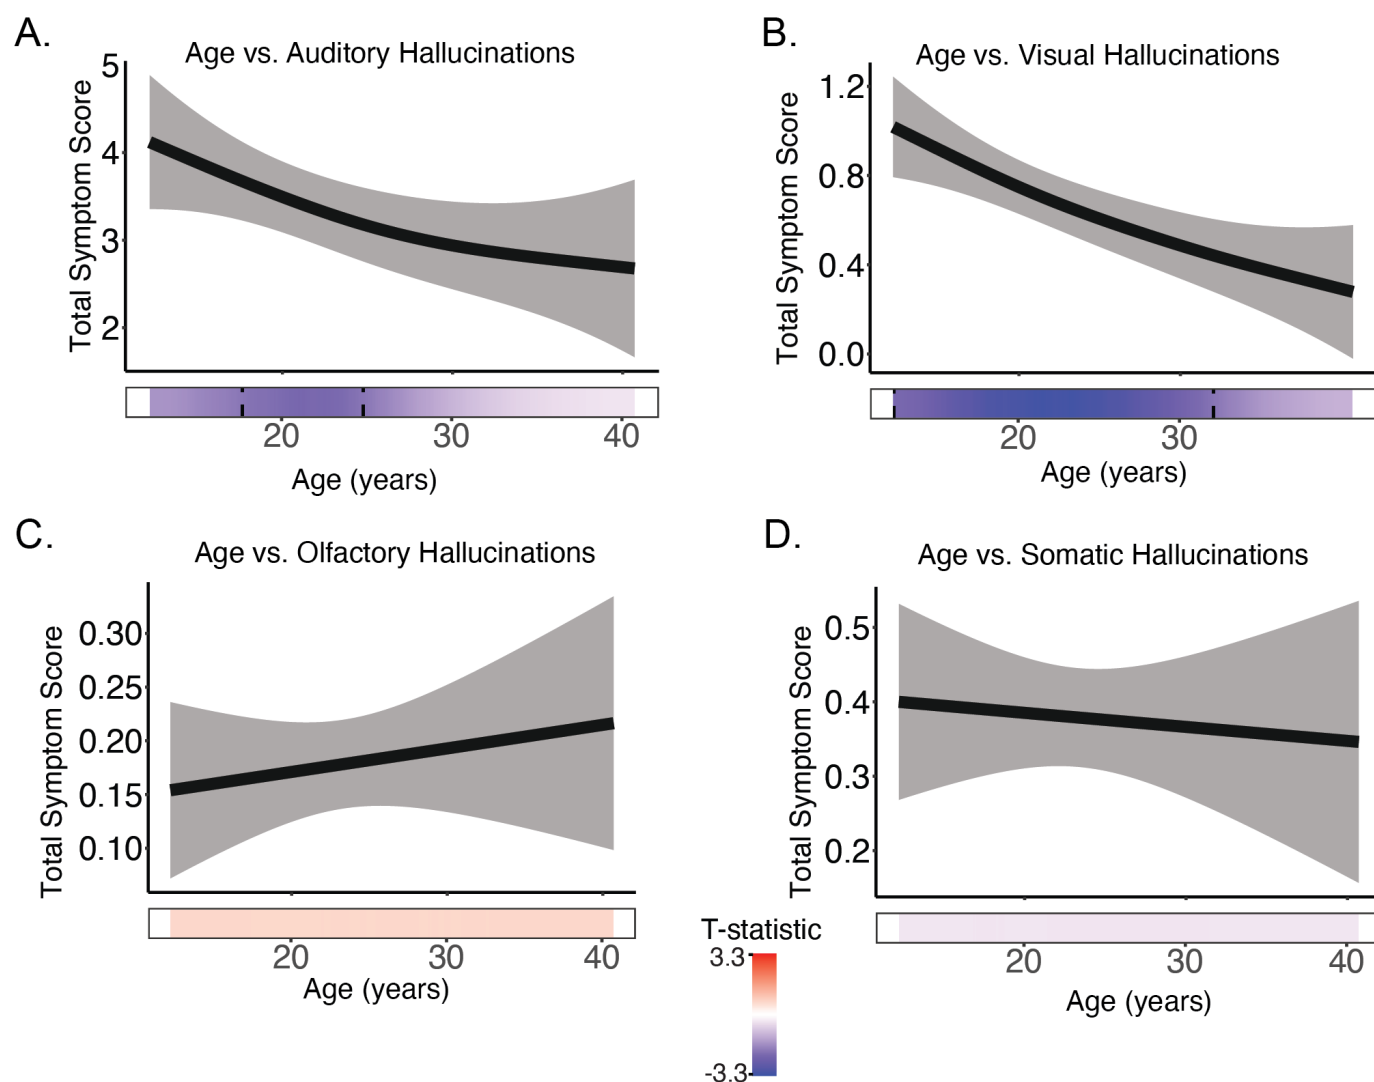 A.
Age vs. Auditory Hallucinations
Total Symptom Score
5
4
3
2
20
30
40
Age (years)
B.
Age vs. Visual Hallucinations
Total Symptom Score
1.2
0.8
0.4
0.0
20
30
Age (years)
C.
Age vs. Olfactory Hallucinations
Total Symptom Score
0.30
0.25
0.20
0.15
0.10
20
30
40
Age (years)
D.
Age vs. Somatic Hallucinations
Total Symptom Score
0.5
0.4
0.3
0.2
20
30
40
Age (years)
T-statistic
3.3
-3.3